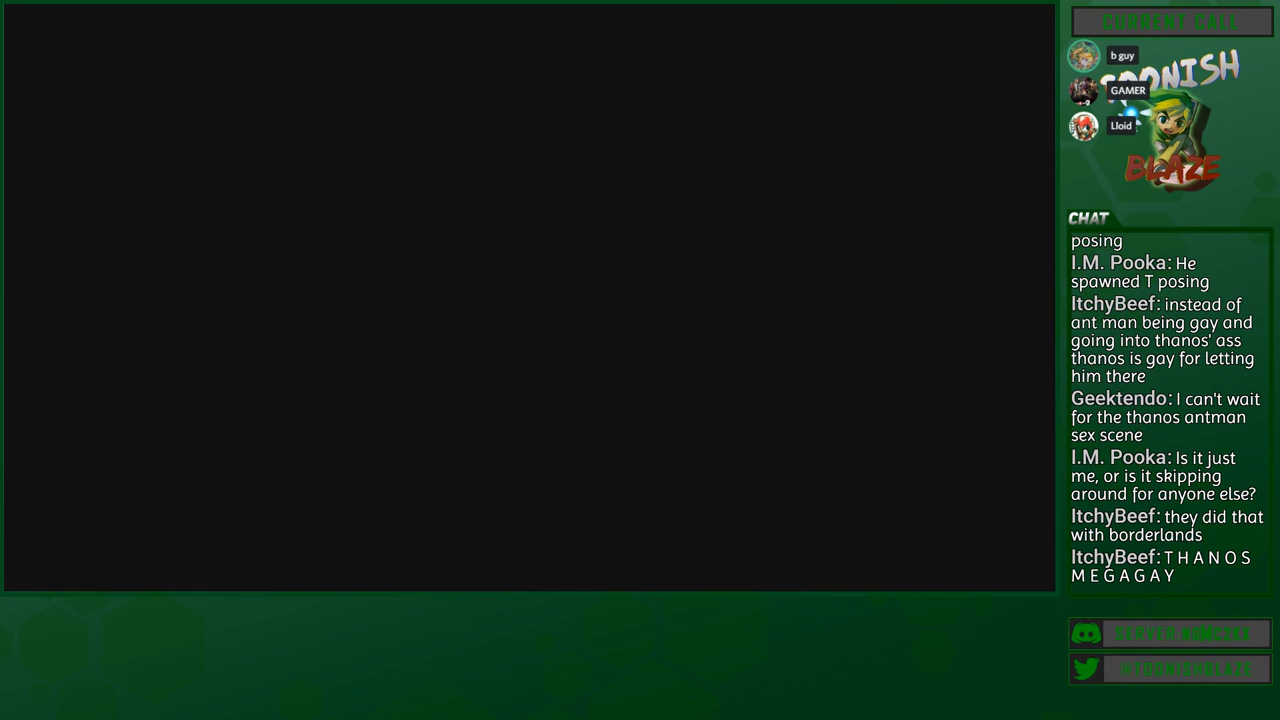 CURRENT CALL
b guy
TOONISH
GAMER
Lloid
BLAZE
CHAT
posing
I.M. Pooka: He
spawned T posing
ItchyBeef: instead of
ant man being gay and
going into thanos' ass
thanos is gay for letting
him there
Geektendo: I can't wait
for the thanos antman
sex scene
I.M. Pooka: Is it just
me, or is it skipping
around for anyone else?
ItchyBeef: they did that
with borderlands
ItchyBeef: T H A N O S
M E G A G A Y
@TOONISHBLAZE